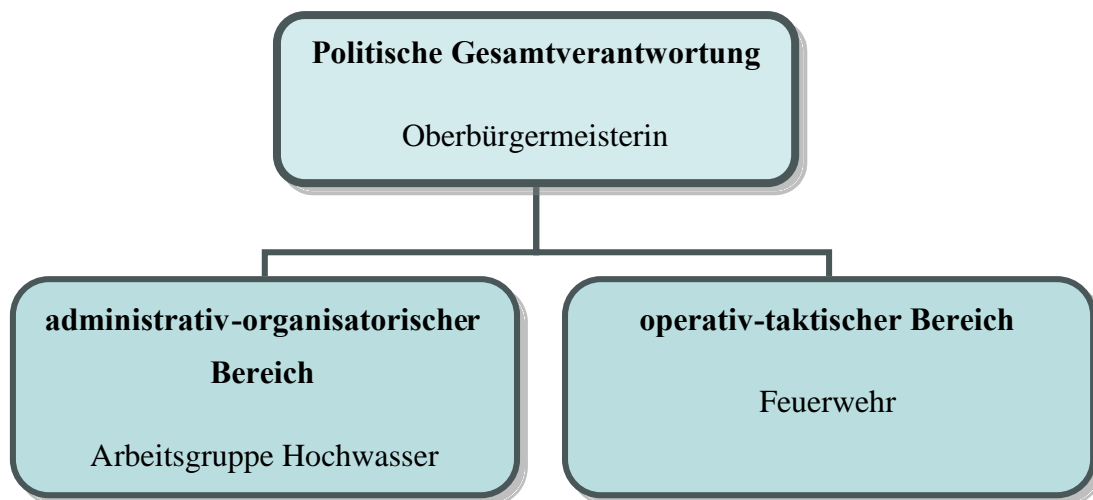 Politische Gesamtverantwortung
Oberbürgermeisterin
administrativ-organisatorischer
Bereich
Arbeitsgruppe Hochwasser
operativ-taktischer Bereich
Feuerwehr